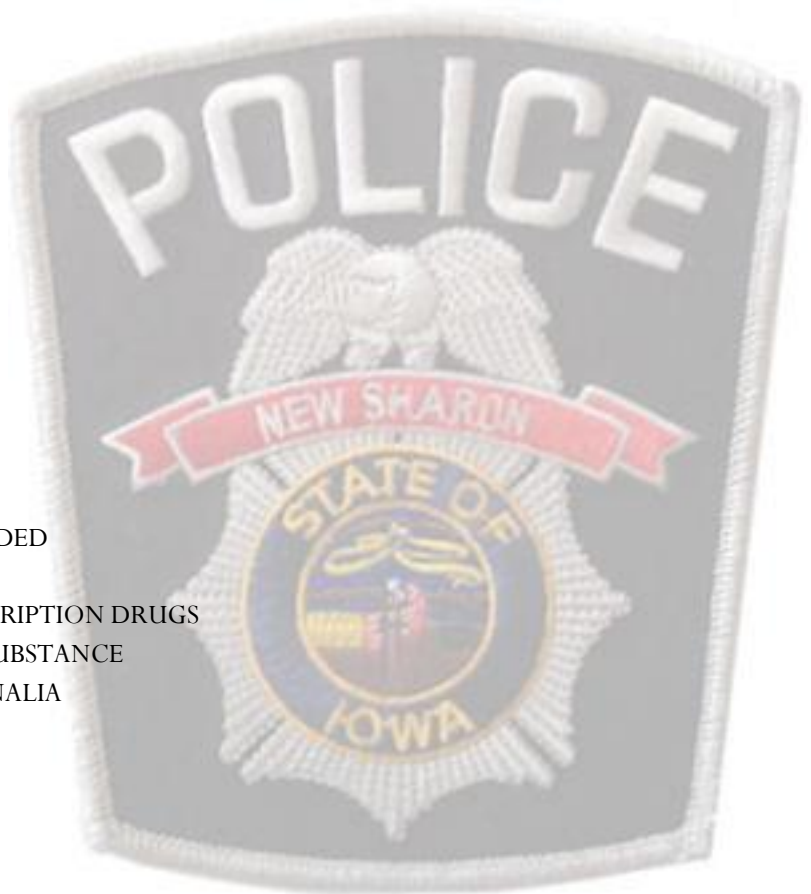 POLICE
NEW SHARON
STATE OF
DED
RIPTION DRUGS
UBSTANCE
NALIA
IOWA